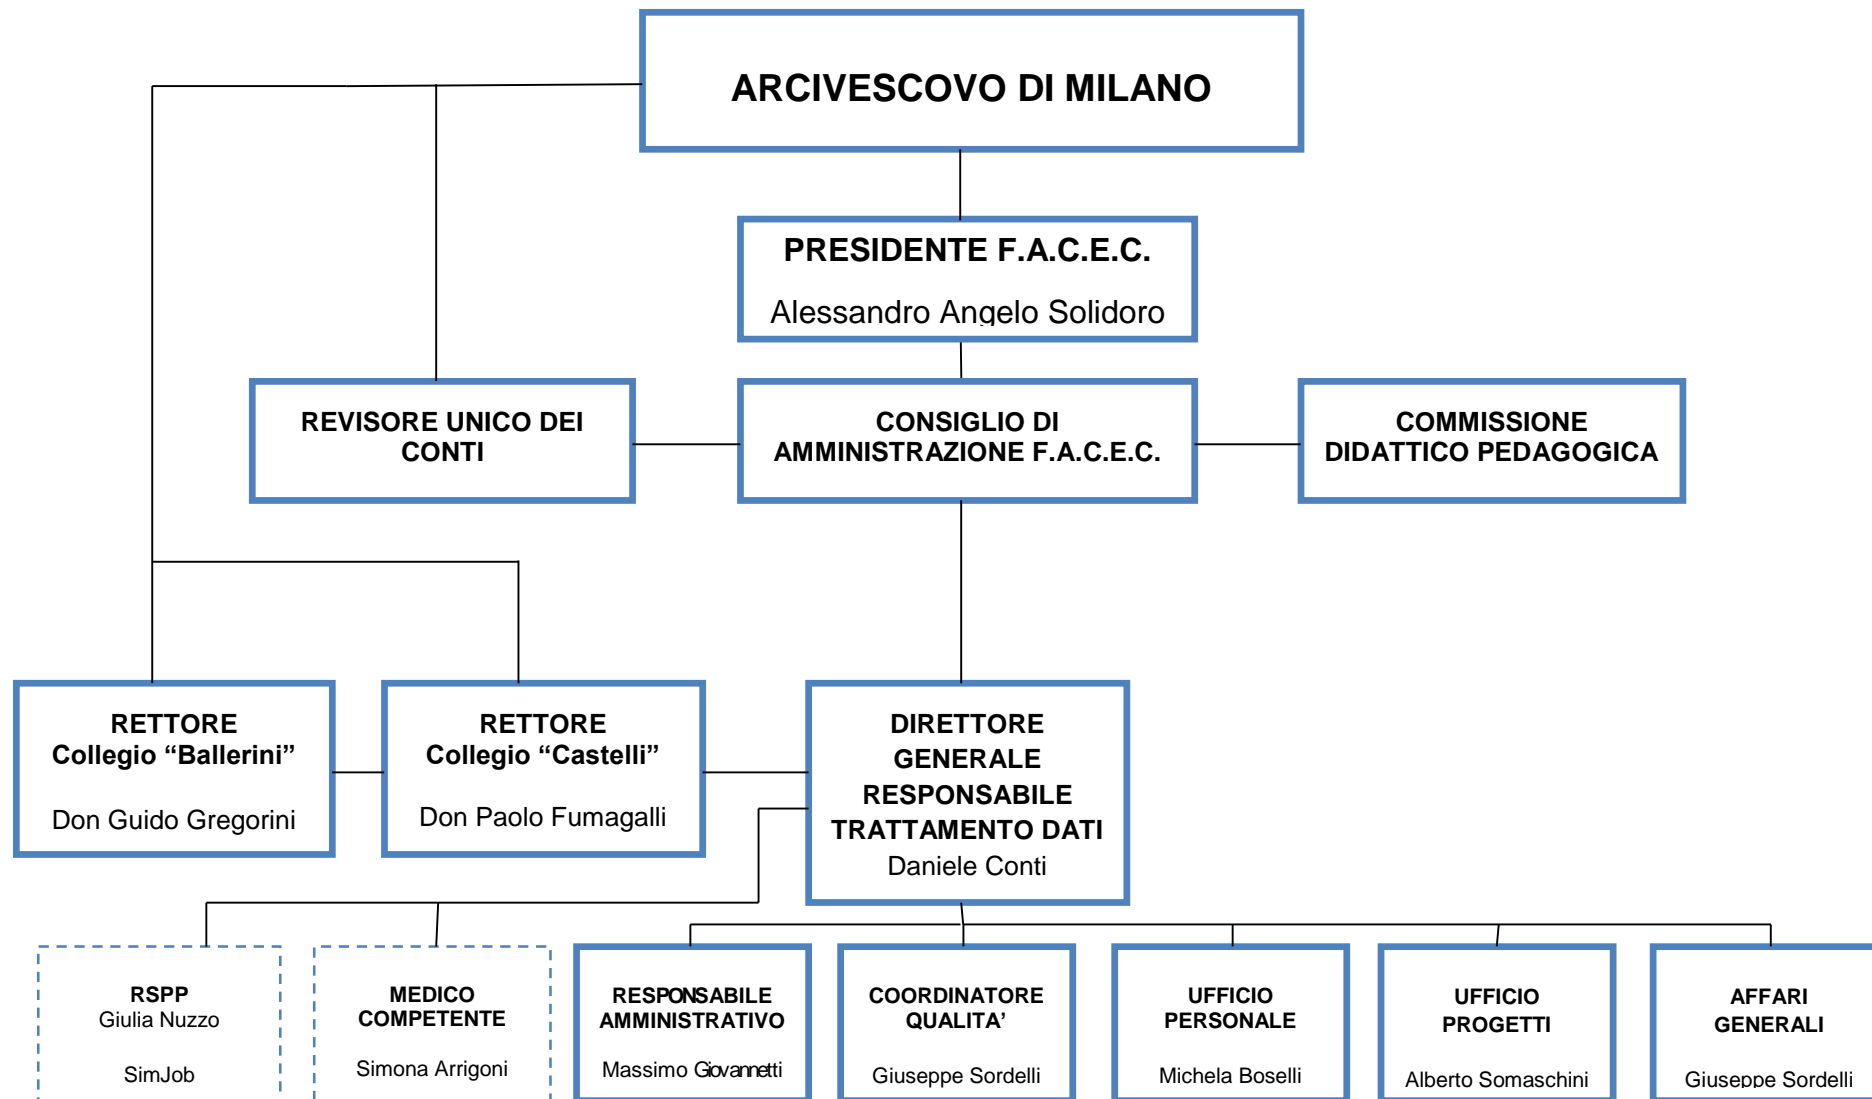 ARCIVESCOVO DI MILANO
PRESIDENTE F.A.C.E.C.
Alessandro Angelo Solidoro
REVISORE UNICO DEI
CONTI
CONSIGLIO DI
AMMINISTRAZIONE F.A.C.E.C.
COMMISSIONE
DIDATTICO PEDAGOGICA
RETTORE
Collegio “Ballerini”
Don Guido Gregorini
RETTORE
Collegio “Castelli”
Don Paolo Fumagalli
DIRETTORE
GENERALE
RESPONSABILE
TRATTAMENTO DATI
Daniele Conti
RSPP
Giulia Nuzzo
SimJob
MEDICO
COMPETENTE
Simona Arrigoni
RESPONSABILE
AMMINISTRATIVO
Massimo Giovannetti
COORDINATORE
QUALITA’
Giuseppe Sordelli
UFFICIO
PERSONALE
Michela Boselli
UFFICIO
PROGETTI
Alberto Somaschini
AFFARI
GENERALI
Giuseppe Sordelli